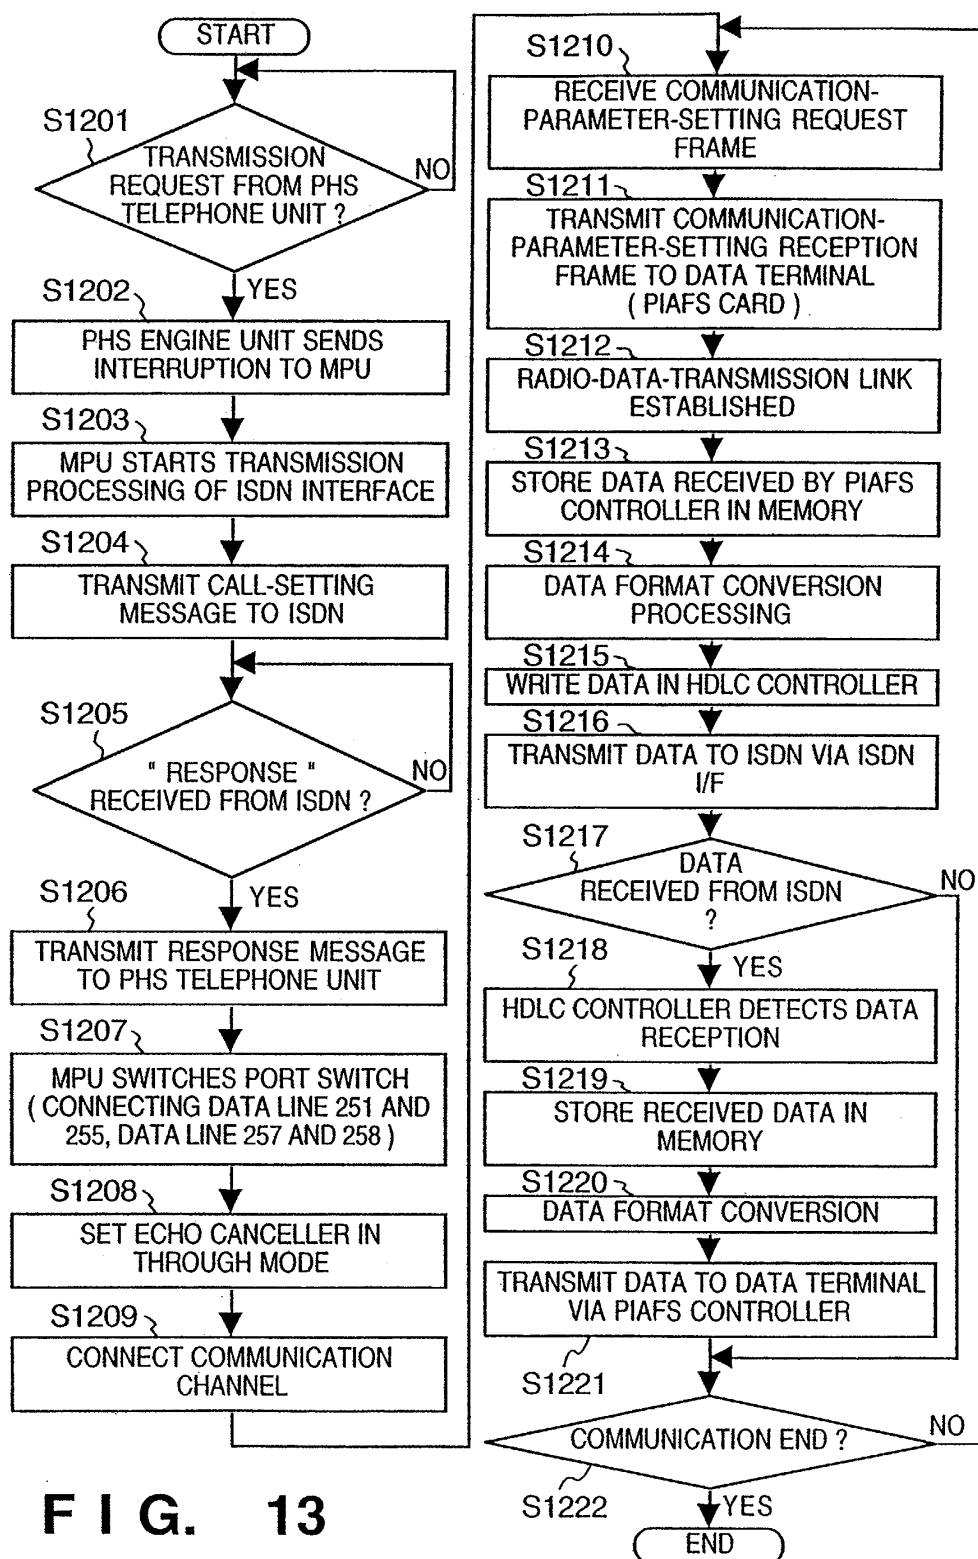 START
S1201
TRANSMISSION
REQUEST FROM PHS
TELEPHONE UNIT ?
NO
YES
S1202
PHS ENGINE UNIT SENDS
INTERRUPTION TO MPU
S1203
MPU STARTS TRANSMISSION
PROCESSING OF ISDN INTERFACE
S1204
TRANSMIT CALL-SETTING
MESSAGE TO ISDN
S1205
" RESPONSE "
RECEIVED FROM ISDN ?
NO
YES
S1206
TRANSMIT RESPONSE MESSAGE
TO PHS TELEPHONE UNIT
S1207
MPU SWITCHES PORT SWITCH
( CONNECTING DATA LINE 251 AND
255, DATA LINE 257 AND 258 )
S1208
SET ECHO CANCELLER IN
THROUGH MODE
S1209
CONNECT COMMUNICATION
CHANNEL
S1210
RECEIVE COMMUNICATION-
PARAMETER-SETTING REQUEST
FRAME
S1211
TRANSMIT COMMUNICATION-
PARAMETER-SETTING RECEPTION
FRAME TO DATA TERMINAL
( PIAFS CARD )
S1212
RADIO-DATA-TRANSMISSION LINK
ESTABLISHED
S1213
STORE DATA RECEIVED BY PIAFS
CONTROLLER IN MEMORY
S1214
DATA FORMAT CONVERSION
PROCESSING
S1215
WRITE DATA IN HDLC CONTROLLER
S1216
TRANSMIT DATA TO ISDN VIA ISDN
I/F
S1217
DATA
RECEIVED FROM ISDN
?
NO
YES
S1218
HDLC CONTROLLER DETECTS DATA
RECEPTION
S1219
STORE RECEIVED DATA IN
MEMORY
S1220
DATA FORMAT CONVERSION
TRANSMIT DATA TO DATA TERMINAL
VIA PIAFS CONTROLLER
S1221
COMMUNICATION END ?
NO
S1222
YES
END
FIG. 13